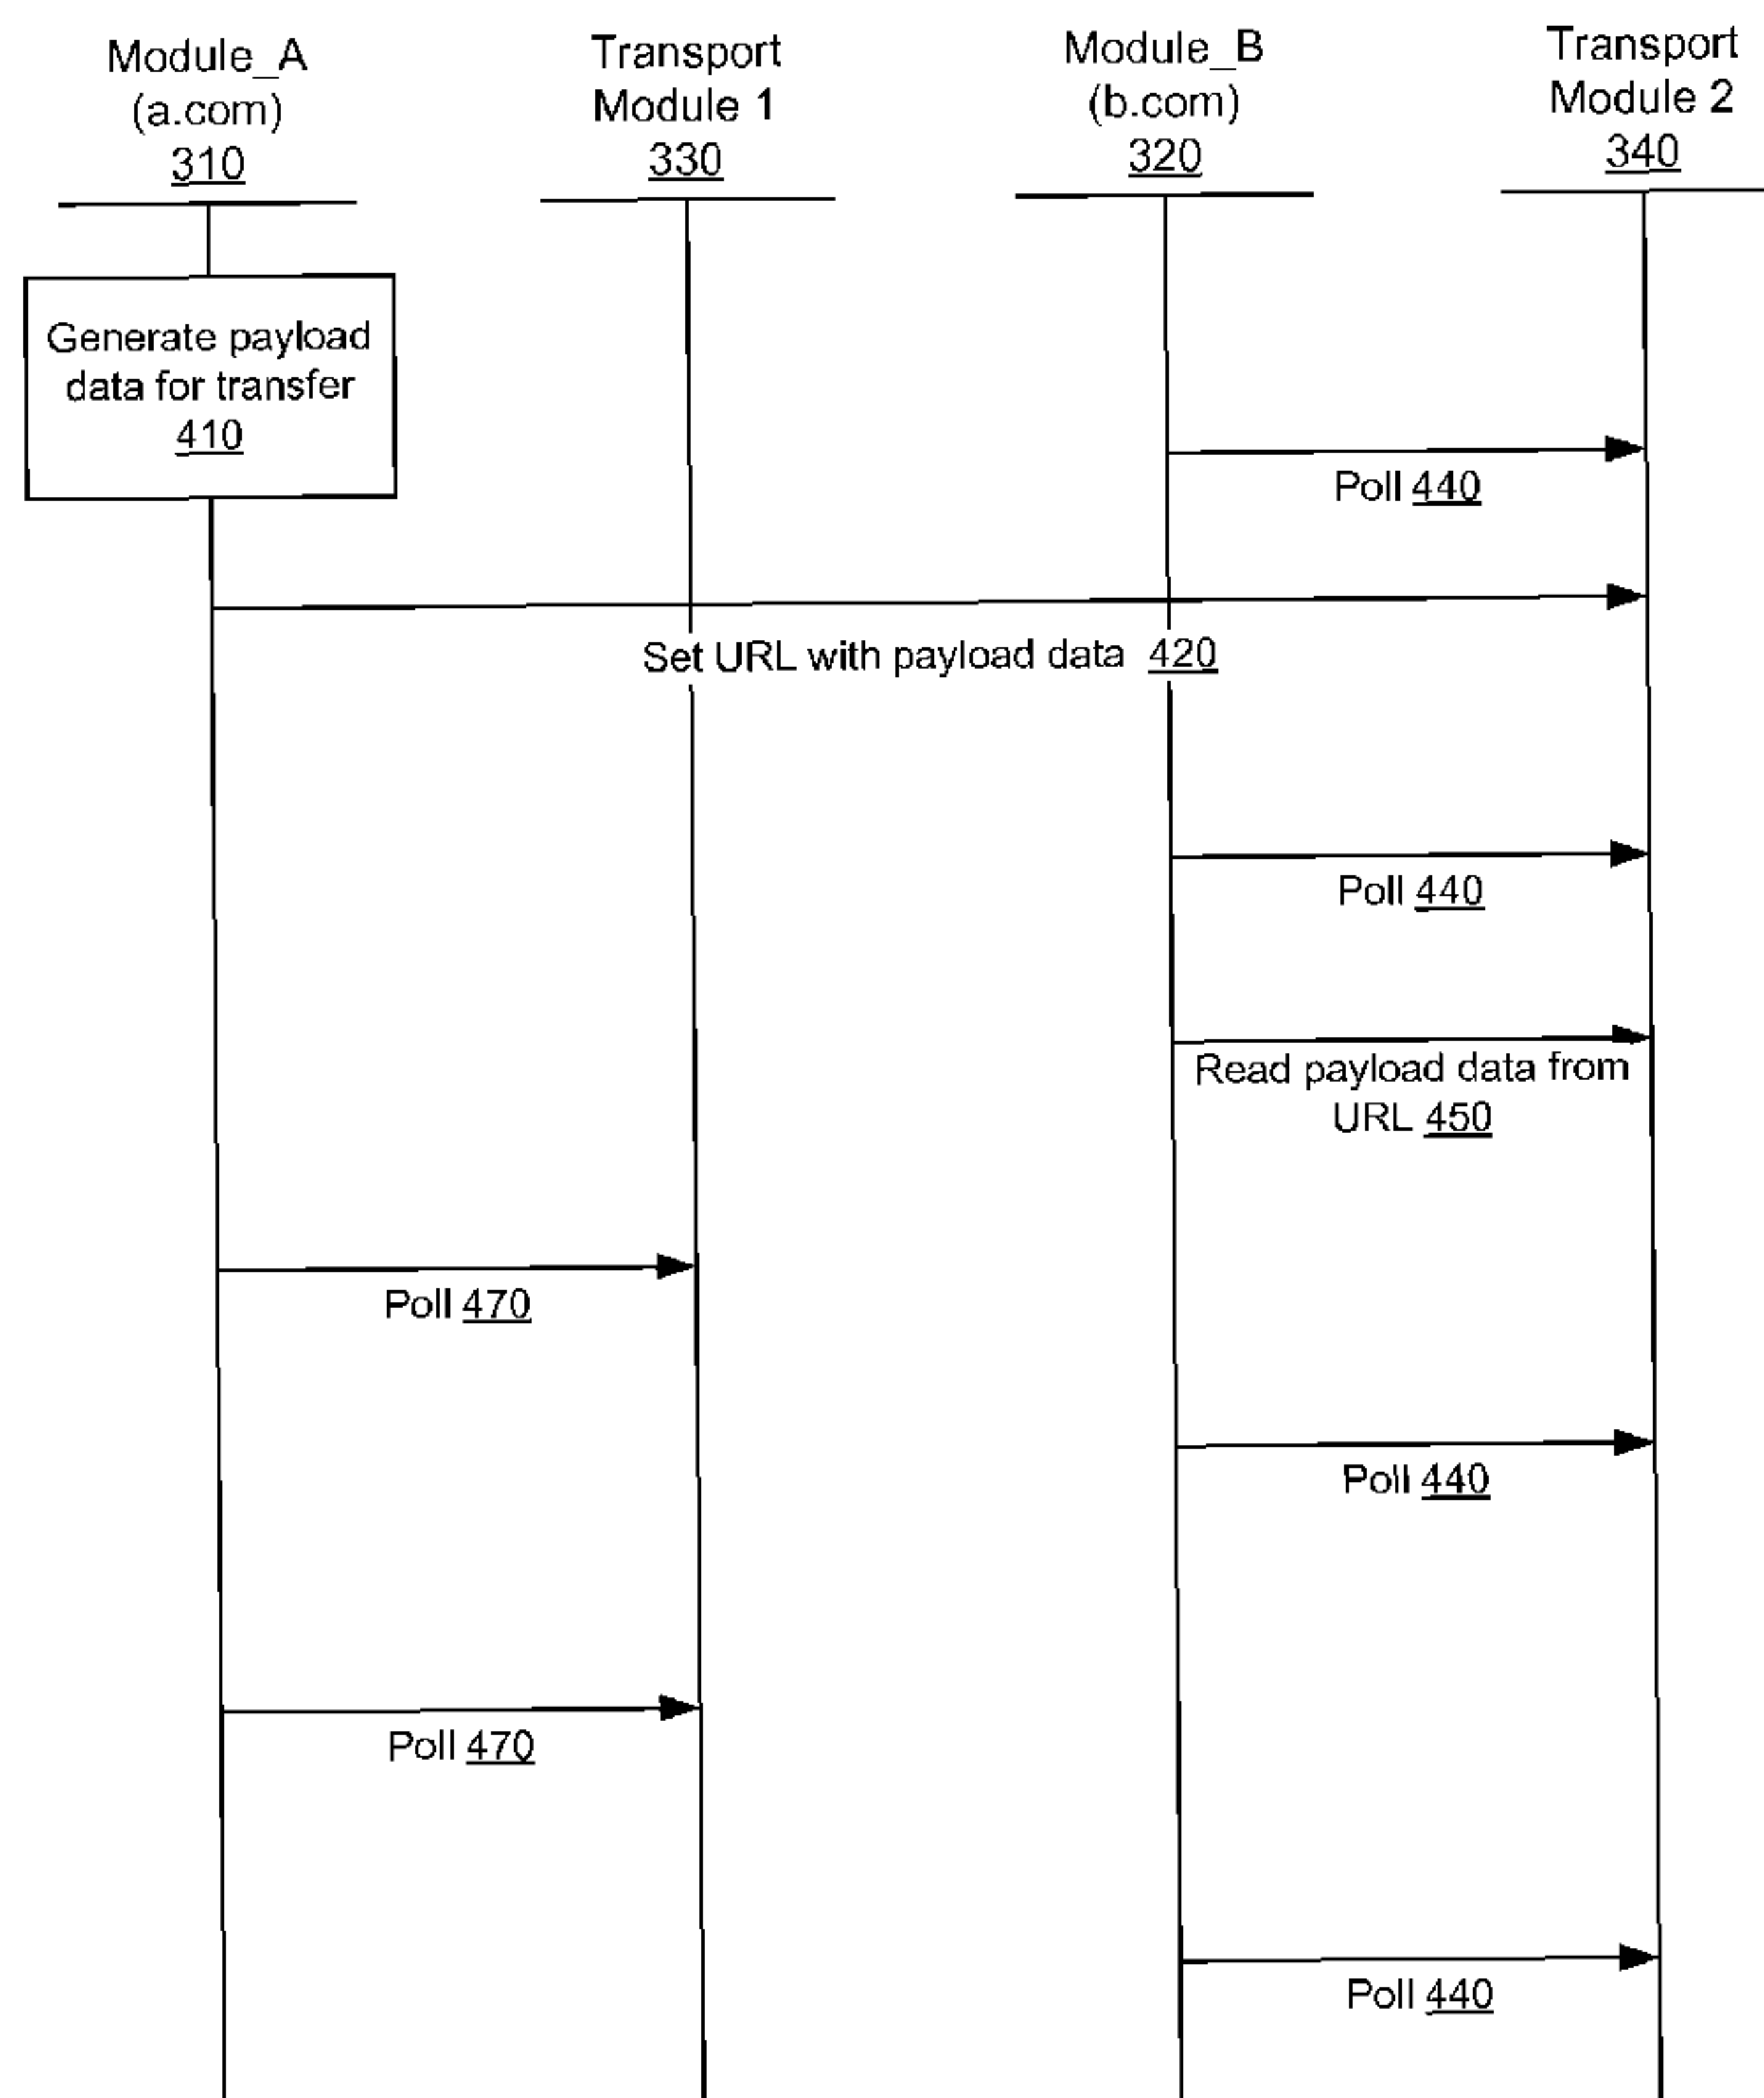 Module_A
(a.com)
310
Transport
Module 1
330
Module_B
(b.com)
320
Transport
Module 2
340
Generate payload
data for transfer
410
Poll 440
Set URL with payload data 420
Poll 440
Read payload data from
URL 450
Poll 470
Poll 440
Poll 470
Poll 440